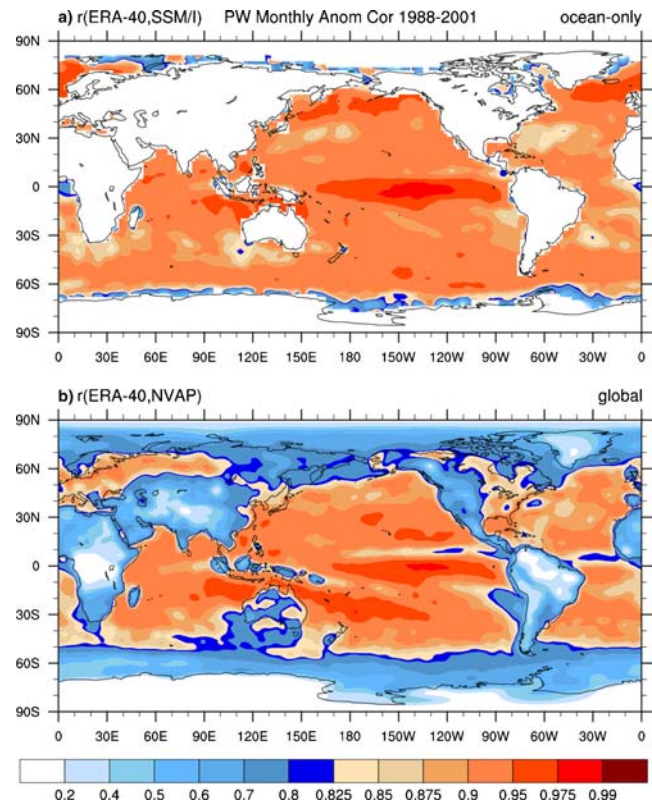 a) r(ERA-40,SSM/I) PW Monthly Anom Cor 1988-2001 ocean-only
90N
60N
30N
0
30S
60S
90S
0 30E 60E 90E 120E 150E 180 150W 120W 90W 60W 30W 0
b) r(ERA-40,NVAP) global
90N
60N
30N
0
30S
60S
90S
0 30E 60E 90E 120E 150E 180 150W 120W 90W 60W 30W 0
0.2 0.4 0.5 0.6 0.7 0.8 0.825 0.85 0.875 0.9 0.95 0.975 0.99